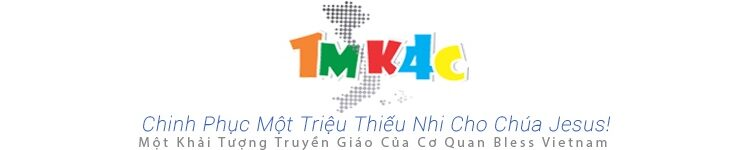 1MK4C
Chinh Phục Một Triệu Thiếu Nhi Cho Chúa Jesus!
Một Khải Tượng Truyền Giáo Của Cơ Quan Bless Vietnam